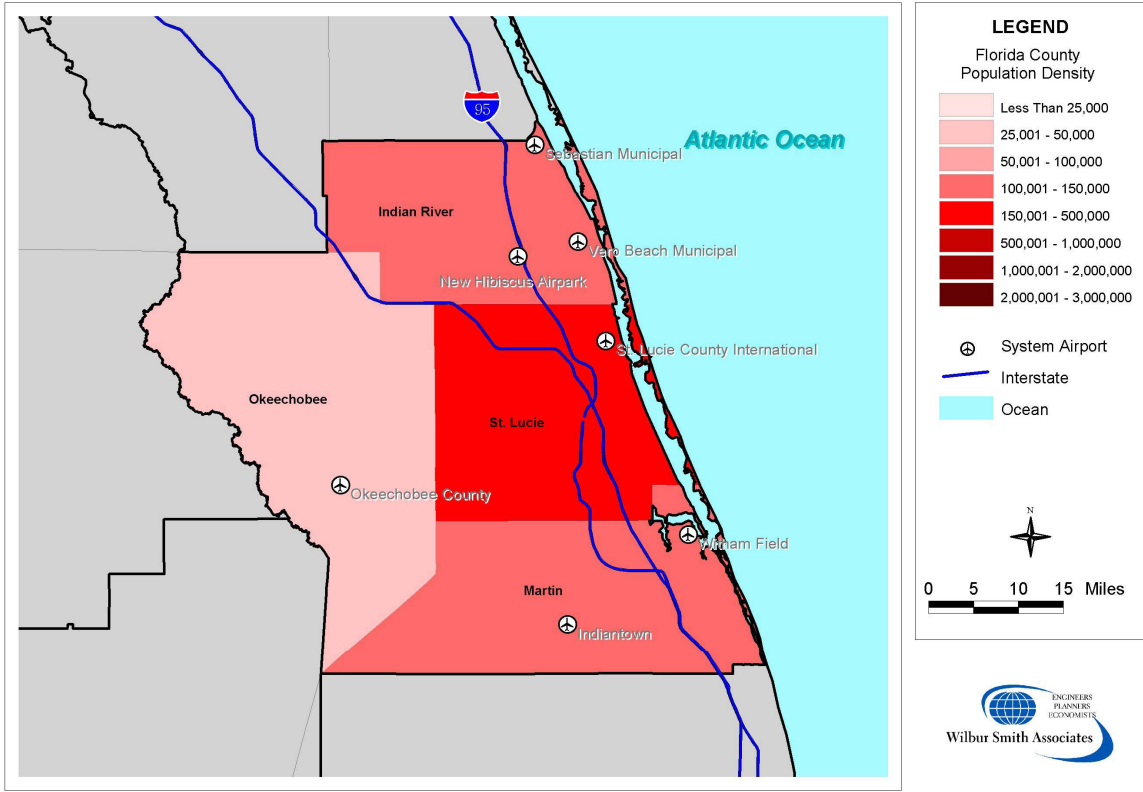 95
Atlantic Ocean
Sebastian Municipal
Indian River
Vero Beach Municipal
New Hibiscus Airpark
St. Lucie County International
Okeechobee
St. Lucie
Okeechobee County
Witham Field
Martin
Indiantown
LEGEND
Florida County
Population Density
Less Than 25,000
25,001 - 50,000
50,001 - 100,000
100,001 - 150,000
150,001 - 500,000
500,001 - 1,000,000
1,000,001 - 2,000,000
2,000,001 - 3,000,000
System Airport
Interstate
Ocean
N
0 5 10 15 Miles
ENGINEERS
PLANNERS
ECONOMISTS
Wilbur Smith Associates